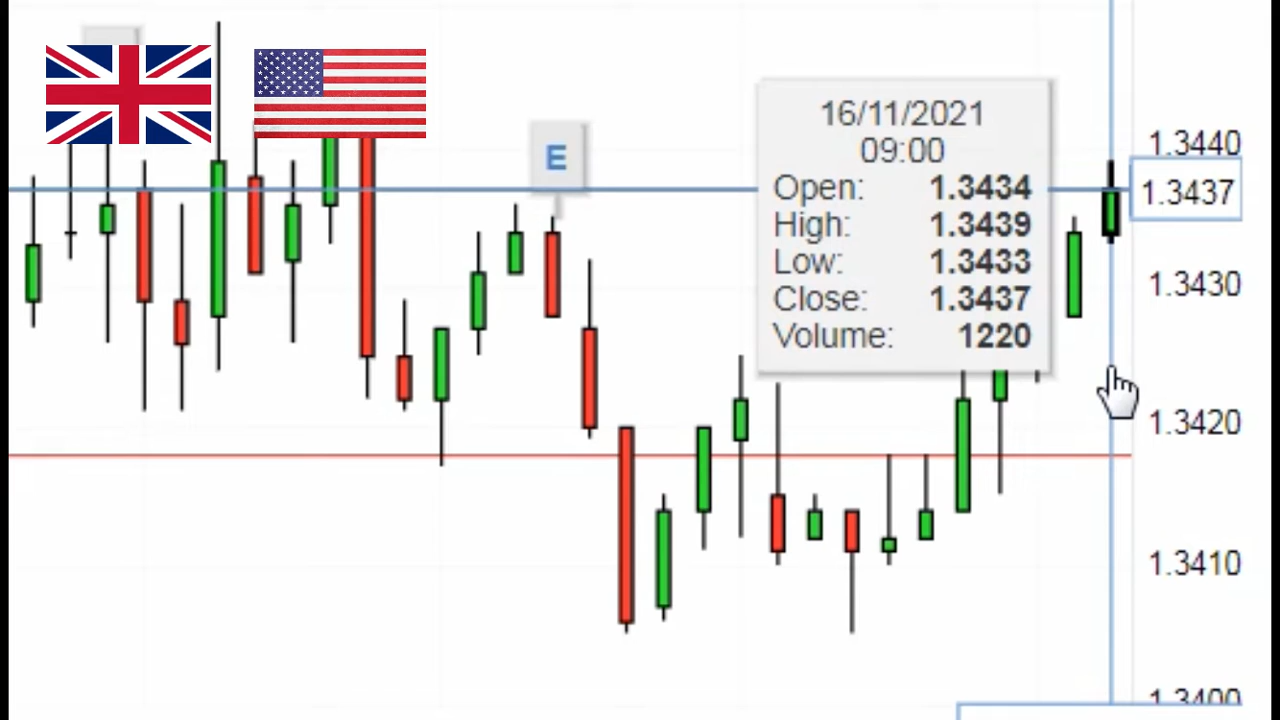 E
16/11/2021
09:00
Open: 1.3434
High: 1.3439
Low: 1.3433
Close: 1.3437
Volume: 1220
1.3440
1.3437
1.3430
1.3420
1.3410
1.3400